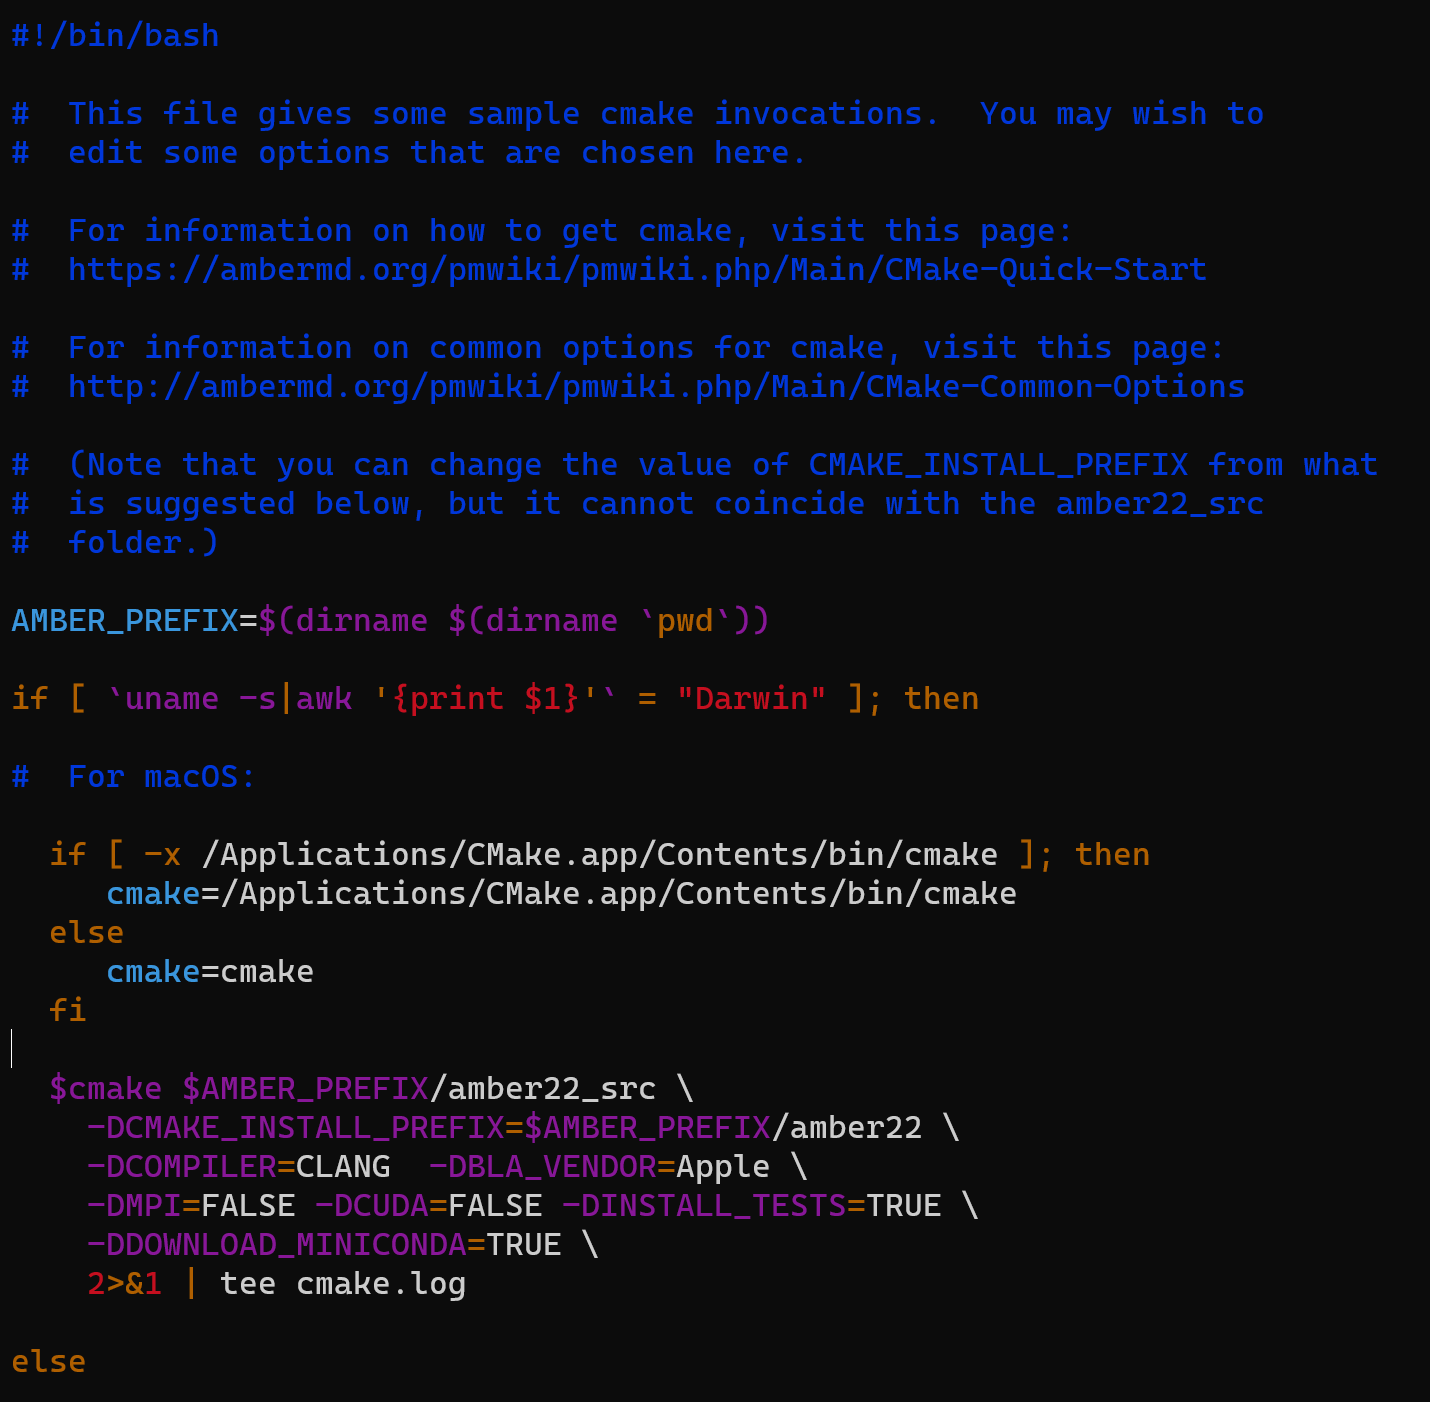 #!/bin/bash

#  This file gives some sample cmake invocations.  You may wish to
#  edit some options that are chosen here.

#  For information on how to get cmake, visit this page:
#  https://ambermd.org/pmwiki/pmwiki.php/Main/CMake-Quick-Start

#  For information on common options for cmake, visit this page:
#  http://ambermd.org/pmwiki/pmwiki.php/Main/CMake-Common-Options

#  (Note that you can change the value of CMAKE_INSTALL_PREFIX from what
#  is suggested below, but it cannot coincide with the amber22_src
#  folder.)

AMBER_PREFIX=$(dirname $(dirname `pwd`))

if [ `uname -s|awk '{print $1}'` = "Darwin" ]; then

#  For macOS:

  if [ -x /Applications/CMake.app/Contents/bin/cmake ]; then
     cmake=/Applications/CMake.app/Contents/bin/cmake
  else
     cmake=cmake
  fi

  $cmake $AMBER_PREFIX/amber22_src \
    -DCMAKE_INSTALL_PREFIX=$AMBER_PREFIX/amber22 \
    -DCOMPILER=CLANG  -DBLA_VENDOR=Apple \
    -DMPI=FALSE -DCUDA=FALSE -DINSTALL_TESTS=TRUE \
    -DDOWNLOAD_MINICONDA=TRUE \
    2>&1 | tee cmake.log

else